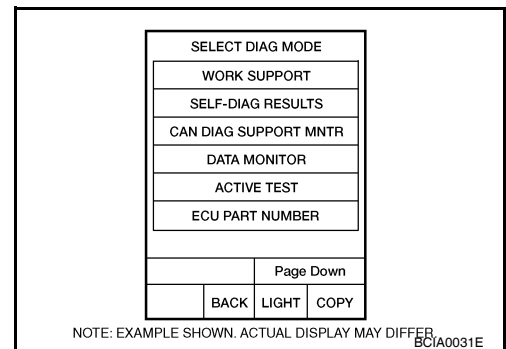 SELECT DIAG MODE
WORK SUPPORT
SELF-DIAG RESULTS
CAN DIAG SUPPORT MNTR
DATA MONITOR
ACTIVE TEST
ECU PART NUMBER
Page Down
BACK LIGHT COPY
NOTE: EXAMPLE SHOWN. ACTUAL DISPLAY MAY DIFFER.
BCIA0031E